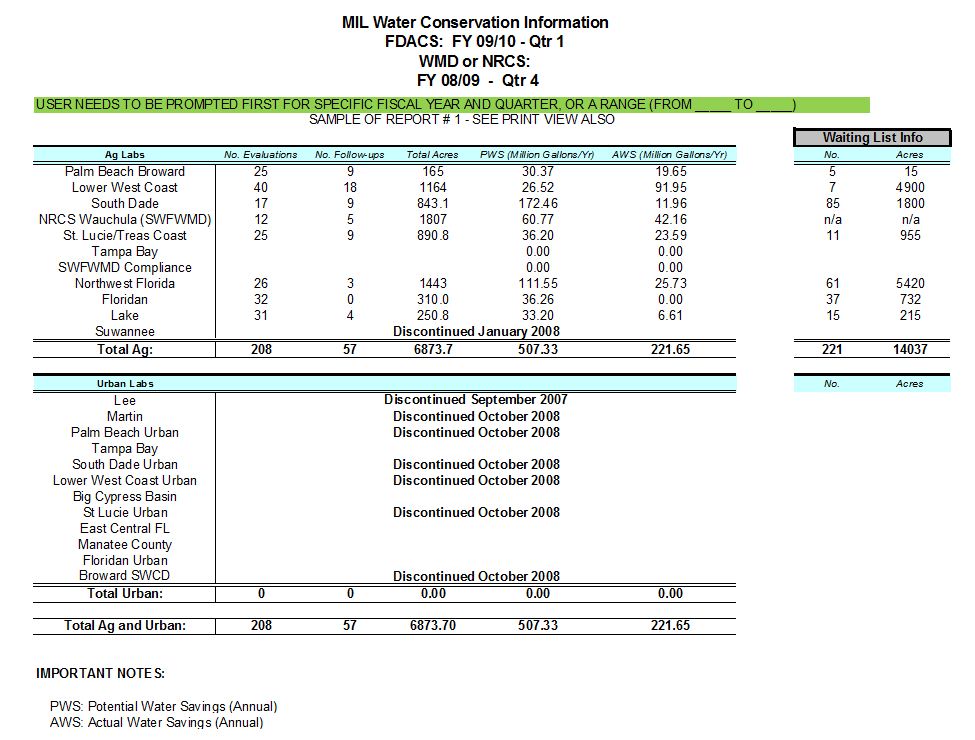 MIL Water Conservation Information
FDACS: FY 09/10 - Qtr 1
WMD or NRCS:
FY 08/09 - Qtr 4
USER NEEDS TO BE PROMPTED FIRST FOR SPECIFIC FISCAL YEAR AND QUARTER, OR A RANGE (FROM _____ TO _____)
SAMPLE OF REPORT # 1 - SEE PRINT VIEW ALSO
Waiting List Info
Ag Labs No. Evaluations No. Follow-ups Total Acres PWS (Million Gallons/Yr) AWS (Million Gallons/Yr) No. Acres
Palm Beach Broward 25 9 165 30.37 19.65 5 15
Lower West Coast 40 18 1164 26.52 91.95 7 4900
South Dade 17 9 843.1 172.46 11.96 85 1800
NRCS Wauchula (SWFWMD) 12 5 1807 60.77 42.16 n/a n/a
St. Lucie/Treas Coast 25 9 890.8 36.20 23.59 11 955
Tampa Bay 0.00 0.00
SWFWMD Compliance 0.00 0.00
Northwest Florida 26 3 1443 111.55 25.73 61 5420
Floridan 32 0 310.0 36.26 0.00 37 732
Lake 31 4 250.8 33.20 6.61 15 215
Suwannee Discontinued January 2008
Total Ag: 208 57 6873.7 507.33 221.65 221 14037
Urban Labs No. Acres
Lee Discontinued September 2007
Martin Discontinued October 2008
Palm Beach Urban Discontinued October 2008
Tampa Bay
South Dade Urban Discontinued October 2008
Lower West Coast Urban Discontinued October 2008
Big Cypress Basin
St Lucie Urban Discontinued October 2008
East Central FL
Manatee County
Floridan Urban
Broward SWCD Discontinued October 2008
Total Urban: 0 0 0.00 0.00 0.00
Total Ag and Urban: 208 57 6873.70 507.33 221.65
IMPORTANT NOTES:
PWS: Potential Water Savings (Annual)
AWS: Actual Water Savings (Annual)